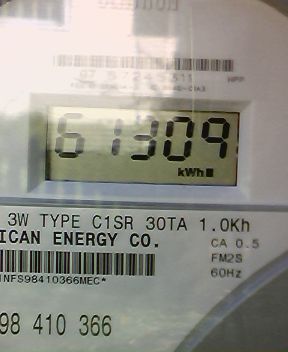 61309
kWh
3W TYPE C1SR 30TA 1.0Kh
ICAN ENERGY CO.
CA 0.5
FM2S
60Hz
INFS98410366MEC*
98 410 366